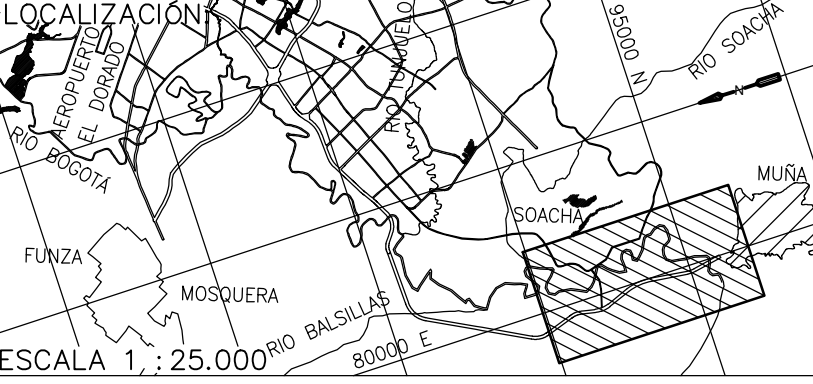 LOCALIZACIÓN:
AEROPUERTO
EL DORADO
RIO TUNJUELO
95000 N
RIO SOACHA
N
RIO BOGOTÁ
MUÑA
SOACHA
FUNZA
MOSQUERA
RIO BALSILLAS
80000 E
ESCALA 1 : 25.000